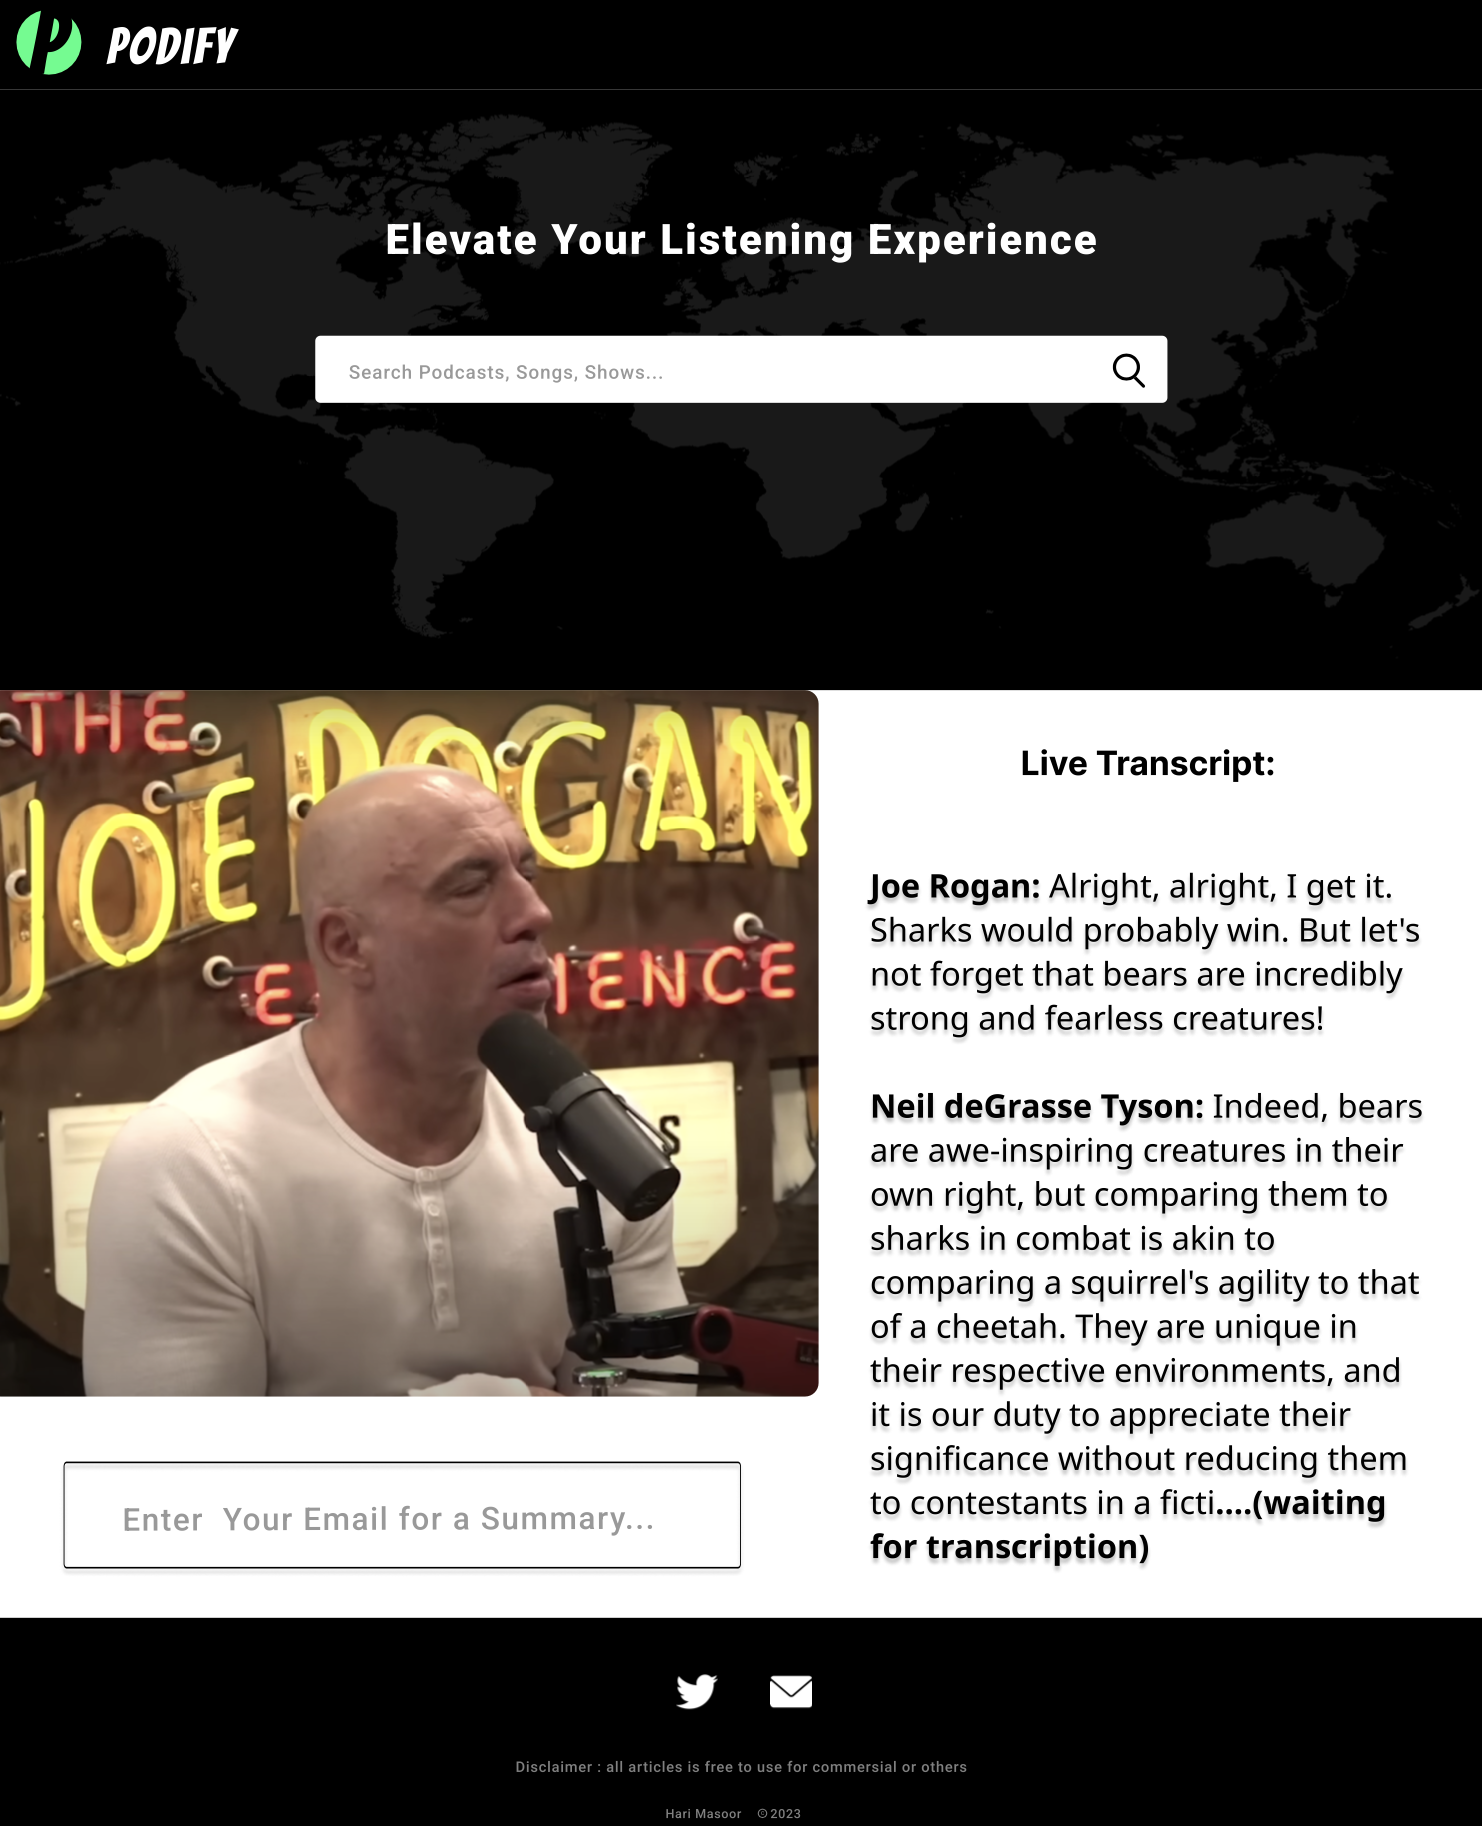 PODIFY
Elevate Your Listening Experience
Search Podcasts, Songs, Shows...
THE
JOE ROGAN
E IENCE
S
Live Transcript:
Joe Rogan: Alright, alright, I get it.
Sharks would probably win. But let's
not forget that bears are incredibly
strong and fearless creatures!
Neil deGrasse Tyson: Indeed, bears
are awe-inspiring creatures in their
own right, but comparing them to
sharks in combat is akin to
comparing a squirrel's agility to that
of a cheetah. They are unique in
their respective environments, and
it is our duty to appreciate their
significance without reducing them
to contestants in a ficti....(waiting
for transcription)
Enter  Your Email for a Summary...
Disclaimer : all articles is free to use for commersial or others
Hari Masoor © 2023